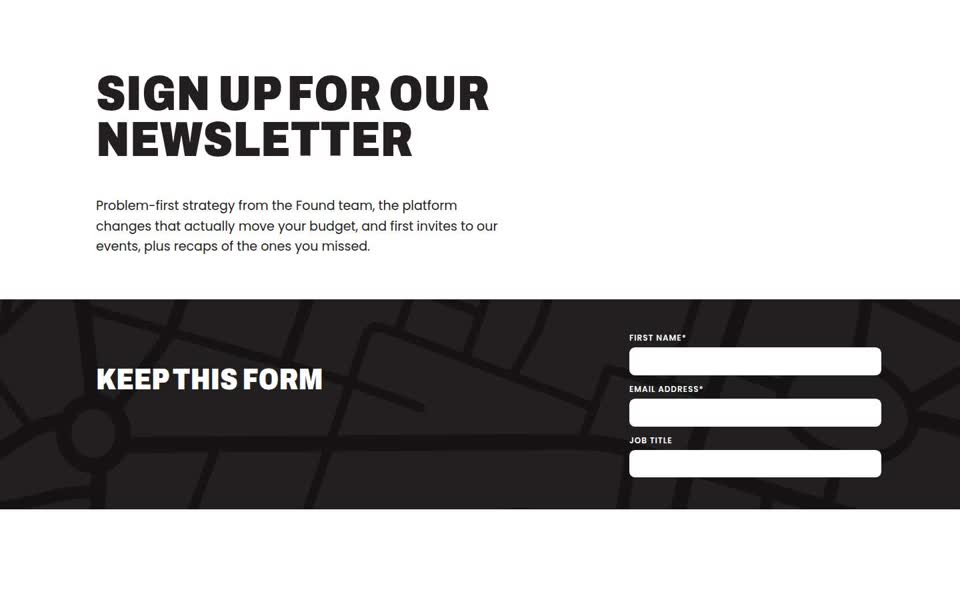 SIGN UP FOR OUR
NEWSLETTER
Problem-first strategy from the Found team, the platform
changes that actually move your budget, and first invites to our
events, plus recaps of the ones you missed.
KEEP THIS FORM
FIRST NAME*
EMAIL ADDRESS*
JOB TITLE